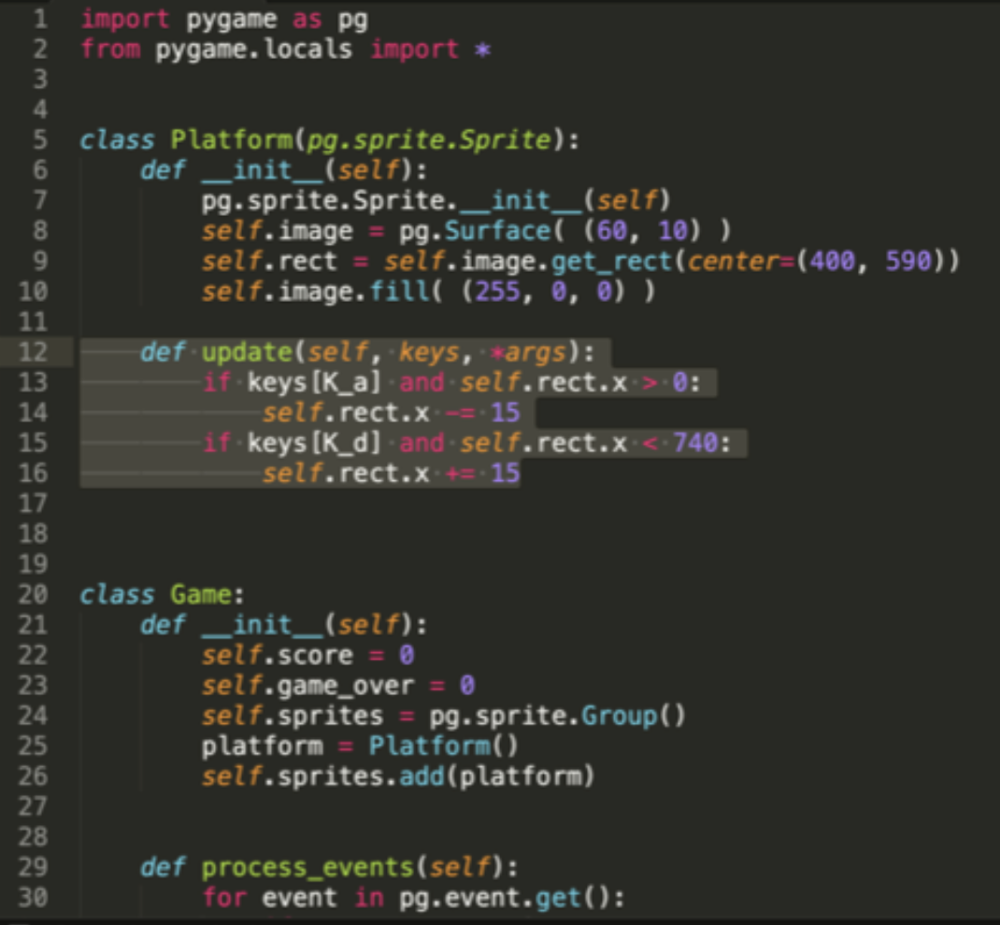 1 import pygame as pg
2 from pygame.locals import *
3
4
5 class Platform(pg.sprite.Sprite):
6     def __init__(self):
7         pg.sprite.Sprite.__init__(self)
8         self.image = pg.Surface( (60, 10) )
9         self.rect = self.image.get_rect(center=(400, 590))
10         self.image.fill( (255, 0, 0) )
11
12     def update(self, keys, *args):
13         if keys[K_a] and self.rect.x > 0:
14             self.rect.x -= 15
15         if keys[K_d] and self.rect.x < 740:
16             self.rect.x += 15
17
18
19
20 class Game:
21     def __init__(self):
22         self.score = 0
23         self.game_over = 0
24         self.sprites = pg.sprite.Group()
25         platform = Platform()
26         self.sprites.add(platform)
27
28
29     def process_events(self):
30         for event in pg.event.get():